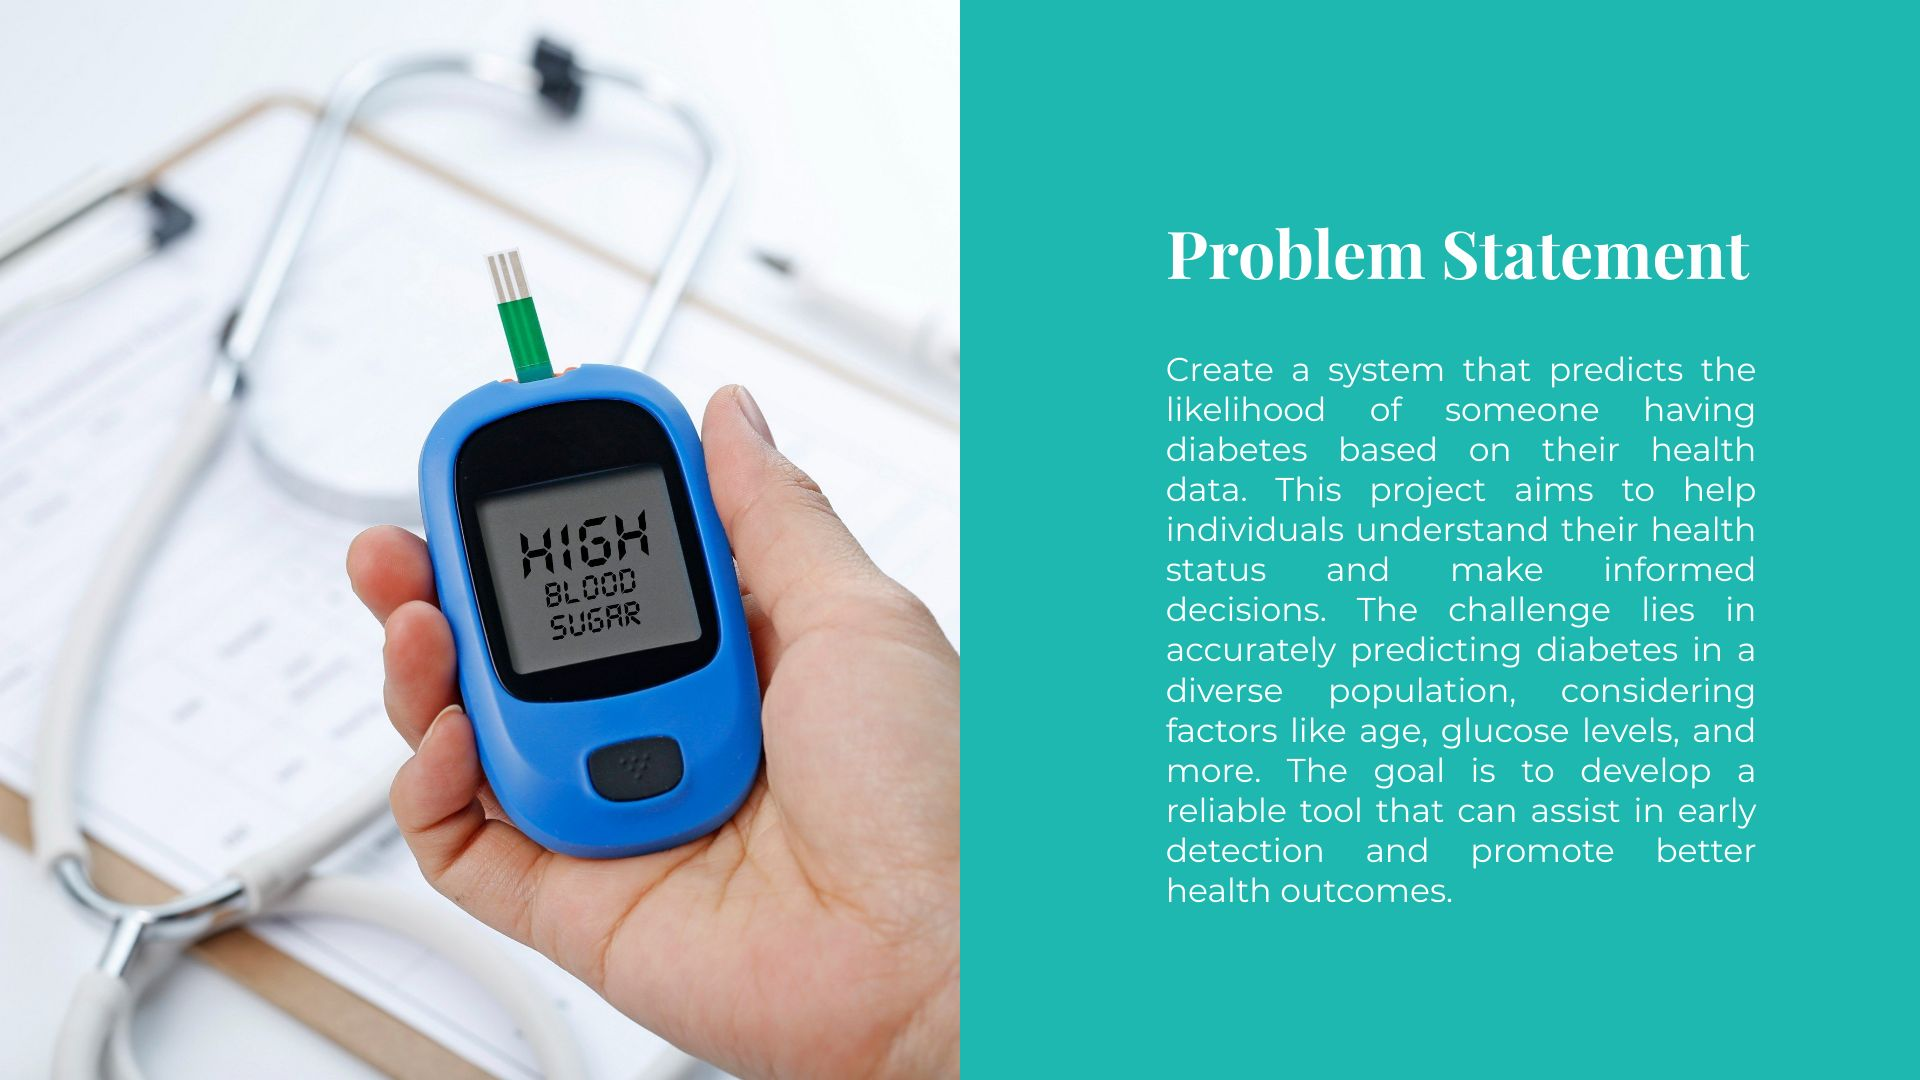 HIGH
BLOOD
SUGAR
Problem Statement
Create a system that predicts the
likelihood of someone having
diabetes based on their health
data. This project aims to help
individuals understand their health
status and make informed
decisions. The challenge lies in
accurately predicting diabetes in a
diverse population, considering
factors like age, glucose levels, and
more. The goal is to develop a
reliable tool that can assist in early
detection and promote better
health outcomes.